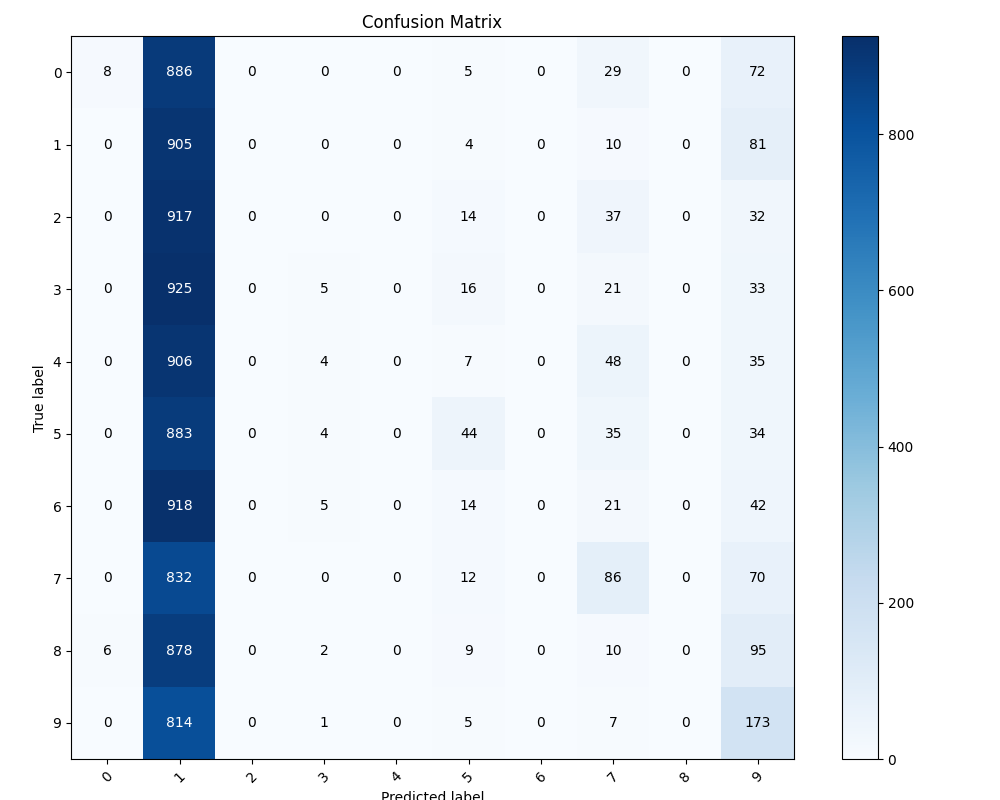 Confusion Matrix
0 8 886 0 0 0 5 0 29 0 72
1 0 905 0 0 0 4 0 10 0 81
2 0 917 0 0 0 14 0 37 0 32
3 0 925 0 5 0 16 0 21 0 33
4 0 906 0 4 0 7 0 48 0 35
5 0 883 0 4 0 44 0 35 0 34
6 0 918 0 5 0 14 0 21 0 42
7 0 832 0 0 0 12 0 86 0 70
8 6 878 0 2 0 9 0 10 0 95
9 0 814 0 1 0 5 0 7 0 173
True label
0 1 2 3 4 5 6 7 8 9
Predicted label
800
600
400
200
0